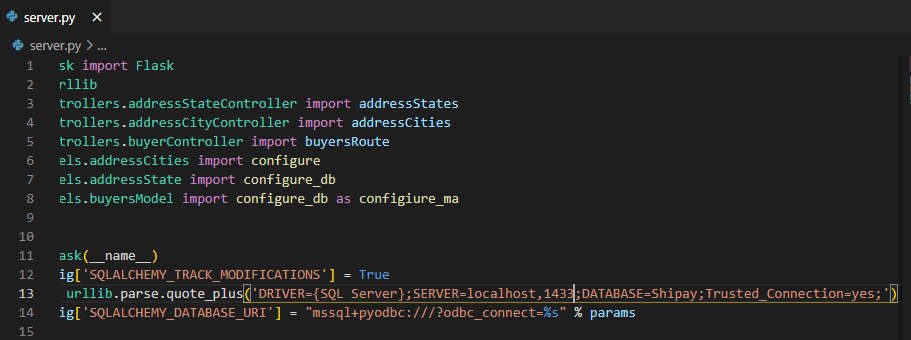 server.py
server.py > ...
1 sk import Flask
2 rllib
3 trollers.addressStateController import addressStates
4 trollers.addressCityController import addressCities
5 trollers.buyerController import buyersRoute
6 els.addressCities import configure
7 els.addressState import configure_db
8 els.buyersModel import configure_db as configiure_ma
9
10
11 ask(__name__)
12 ig['SQLALCHEMY_TRACK_MODIFICATIONS'] = True
13 urllib.parse.quote_plus('DRIVER={SQL Server};SERVER=localhost,1433;DATABASE=Shipay;Trusted_Connection=yes;')
14 ig['SQLALCHEMY_DATABASE_URI'] = "mssql+pyodbc:///?odbc_connect=%s" % params
15